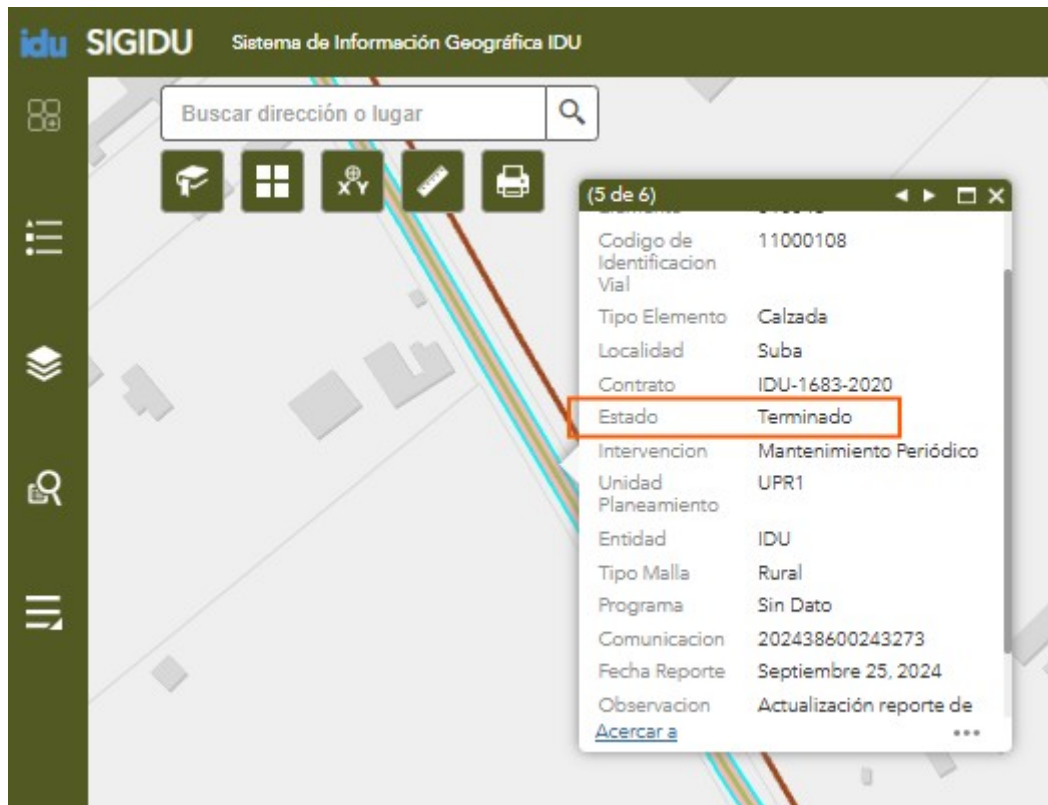 idu SIGIDU Sistema de Información Geográfica IDU
Buscar dirección o lugar
X Y
(5 de 6)
Codigo de Identificacion Vial 11000108
Tipo Elemento Calzada
Localidad Suba
Contrato IDU-1683-2020
Estado Terminado
Intervencion Mantenimiento Periódico
Unidad Planeamiento UPR1
Entidad IDU
Tipo Malla Rural
Programa Sin Dato
Comunicacion 202438600243273
Fecha Reporte Septiembre 25, 2024
Observacion Actualización reporte de
Acercar a